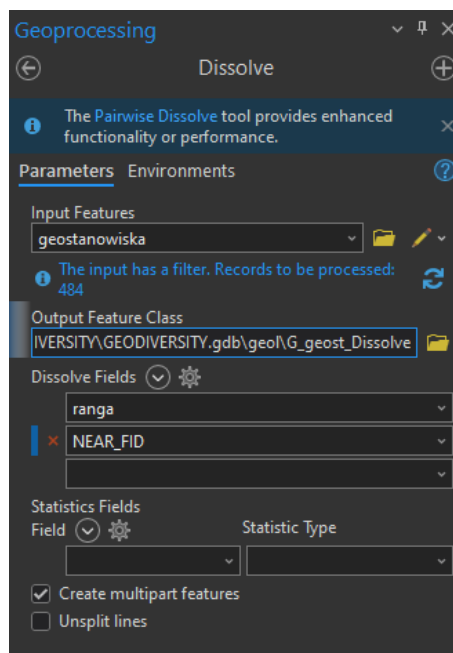 Geoprocessing
Dissolve
The Pairwise Dissolve tool provides enhanced
functionality or performance.
Parameters Environments
Input Features
geostanowiska
The input has a filter. Records to be processed:
484
Output Feature Class
IVERSITY\GEODIVERSITY.gdb\geol\G_geost_Dissolve
Dissolve Fields
ranga
NEAR_FID
Statistics Fields
Field Statistic Type
Create multipart features
Unsplit lines